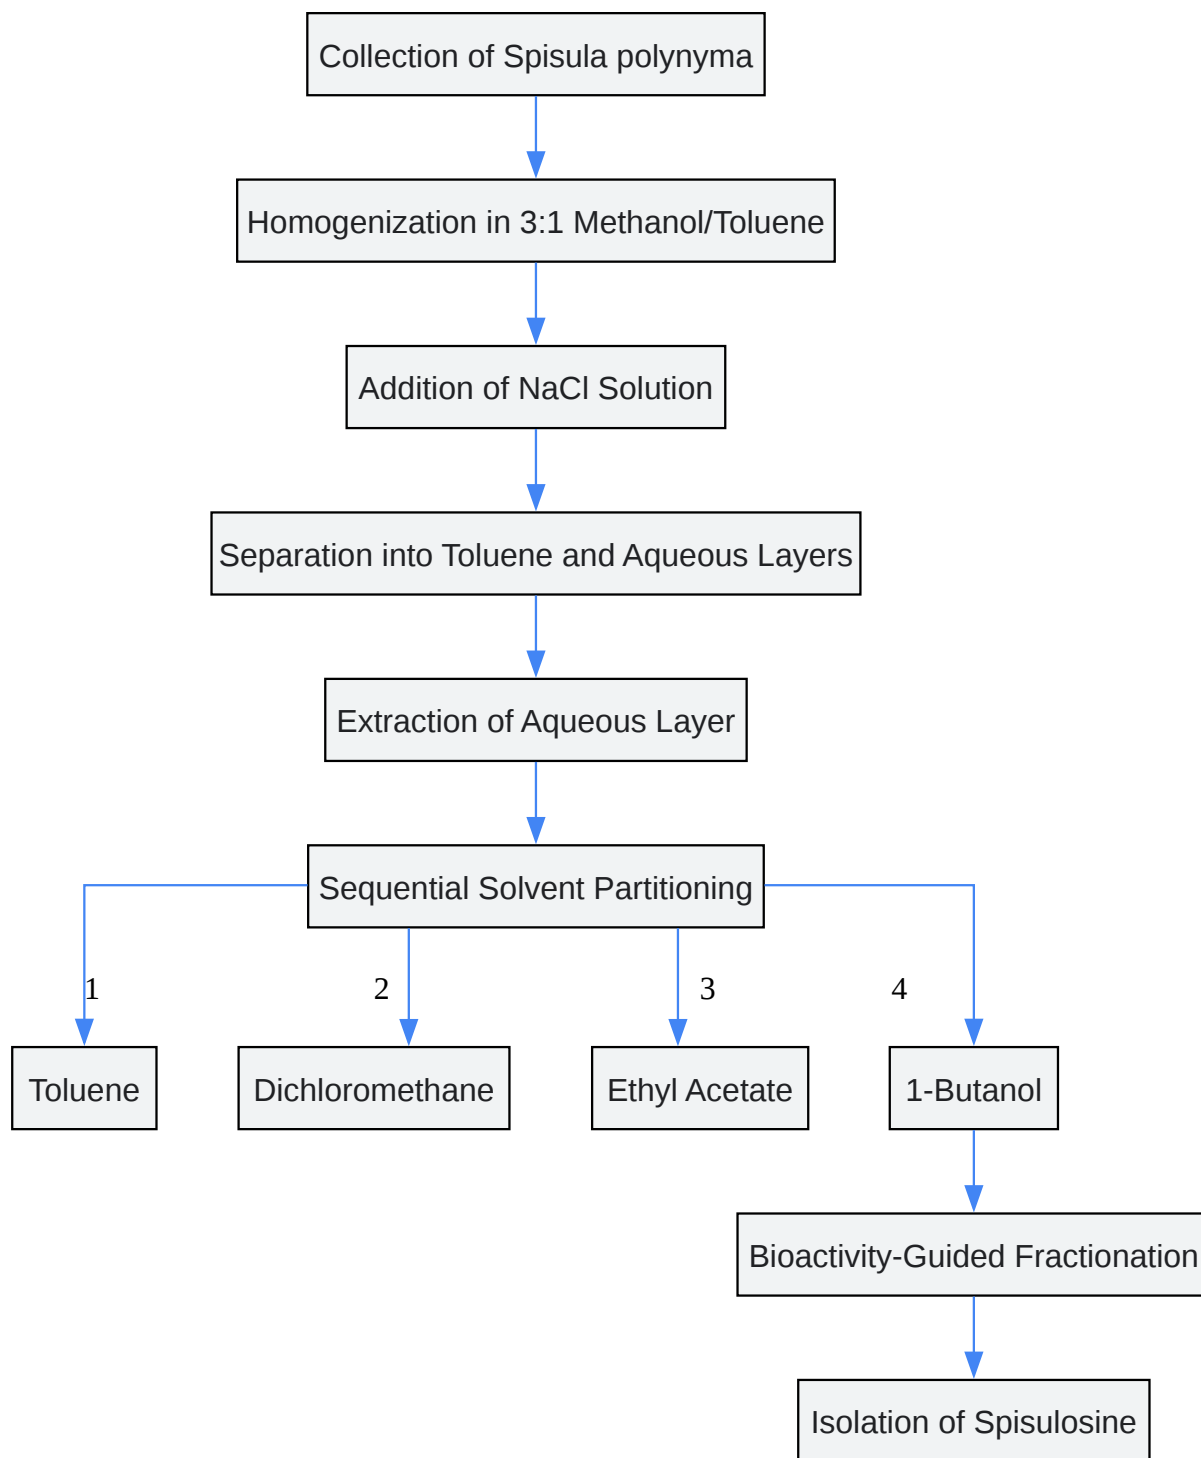 Collection of Spisula polynyma
Homogenization in 3:1 Methanol/Toluene
Addition of NaCl Solution
Separation into Toluene and Aqueous Layers
Extraction of Aqueous Layer
Sequential Solvent Partitioning
1
2
3
4
Toluene
Dichloromethane
Ethyl Acetate
1-Butanol
Bioactivity-Guided Fractionation
Isolation of Spisulosine